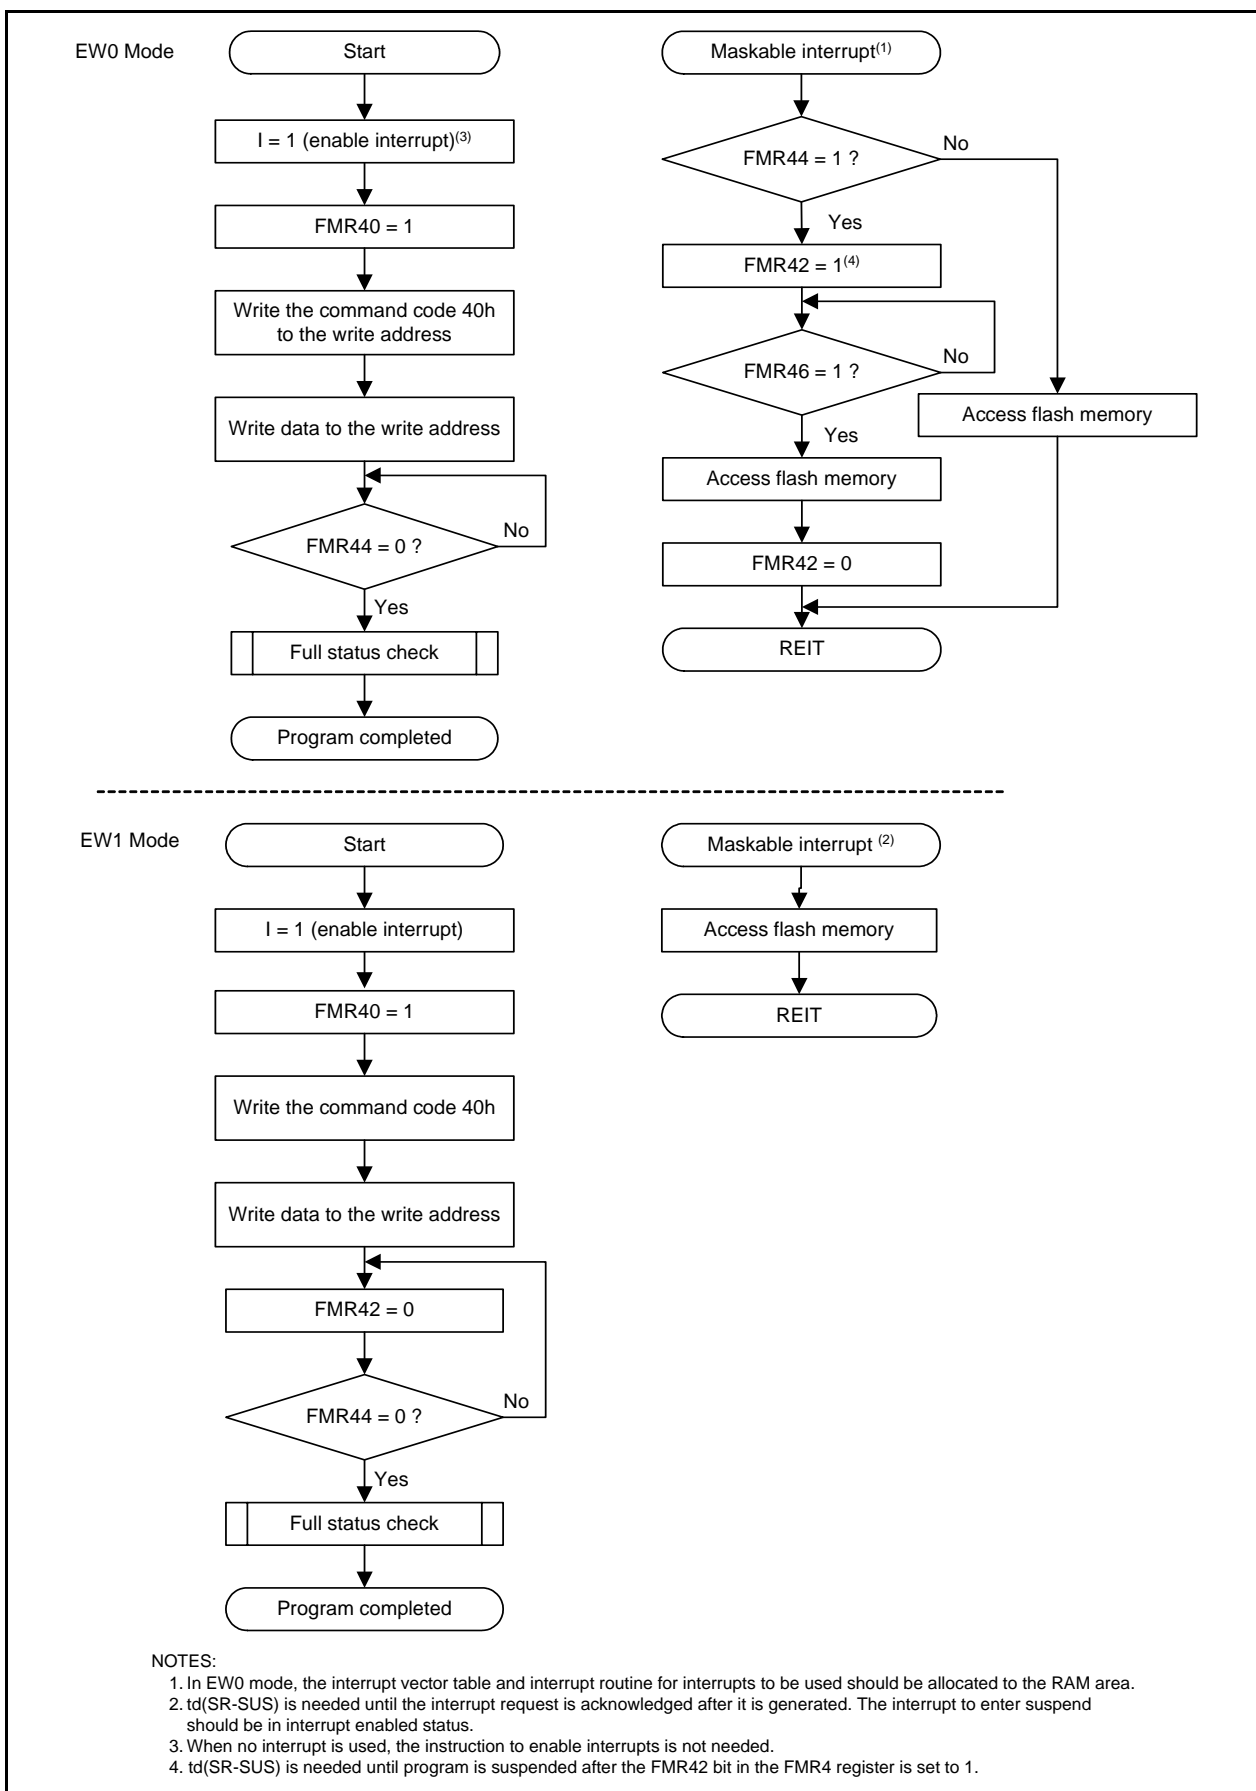 EW0 Mode
Start
I = 1 (enable interrupt)(3)
FMR40 = 1
Write the command code 40h
to the write address
Write data to the write address
FMR44 = 0 ?
No
Yes
Full status check
Program completed
Maskable interrupt(1)
FMR44 = 1 ?
No
Yes
FMR42 = 1(4)
FMR46 = 1 ?
No
Yes
Access flash memory
Access flash memory
FMR42 = 0
REIT
EW1 Mode
Start
I = 1 (enable interrupt)
FMR40 = 1
Write the command code 40h
Write data to the write address
FMR42 = 0
FMR44 = 0 ?
No
Yes
Full status check
Program completed
Maskable interrupt (2)
Access flash memory
REIT
NOTES:
1. In EW0 mode, the interrupt vector table and interrupt routine for interrupts to be used should be allocated to the RAM area.
2. td(SR-SUS) is needed until the interrupt request is acknowledged after it is generated. The interrupt to enter suspend
should be in interrupt enabled status.
3. When no interrupt is used, the instruction to enable interrupts is not needed.
4. td(SR-SUS) is needed until program is suspended after the FMR42 bit in the FMR4 register is set to 1.